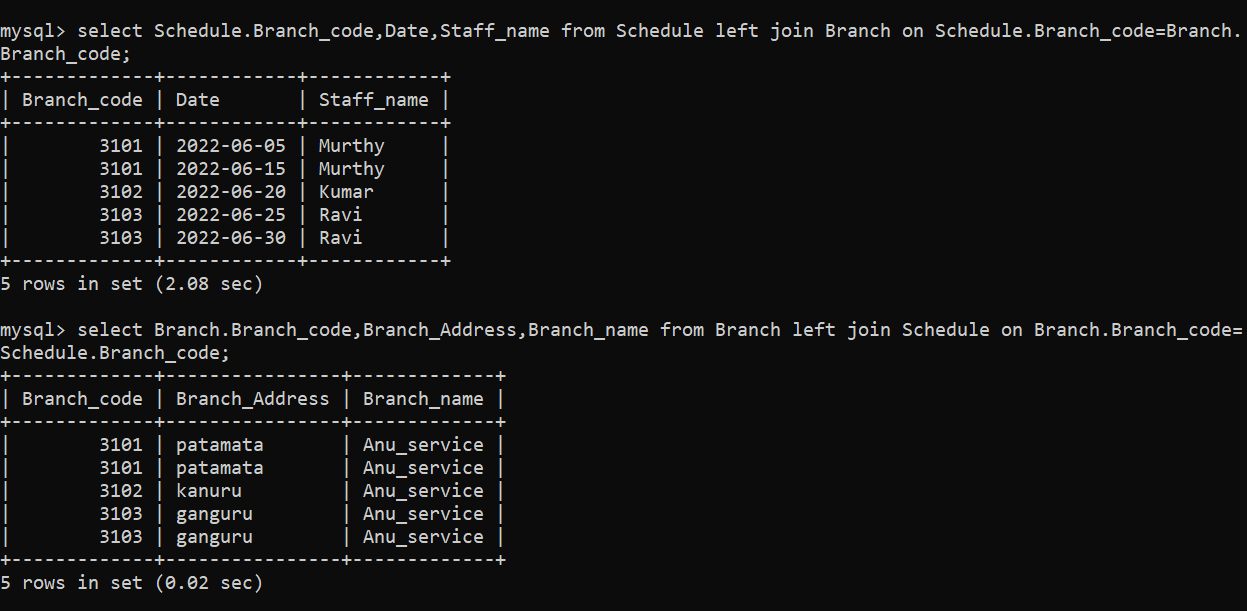 mysql> select Schedule.Branch_code,Date,Staff_name from Schedule left join Branch on Schedule.Branch_code=Branch.
Branch_code;
+-------------+------------+------------+
| Branch_code | Date       | Staff_name |
+-------------+------------+------------+
|        3101 | 2022-06-05 | Murthy     |
|        3101 | 2022-06-15 | Murthy     |
|        3102 | 2022-06-20 | Kumar      |
|        3103 | 2022-06-25 | Ravi       |
|        3103 | 2022-06-30 | Ravi       |
+-------------+------------+------------+
5 rows in set (2.08 sec)
mysql> select Branch.Branch_code,Branch_Address,Branch_name from Branch left join Schedule on Branch.Branch_code=
Schedule.Branch_code;
+-------------+----------------+-------------+
| Branch_code | Branch_Address | Branch_name |
+-------------+----------------+-------------+
|        3101 | patamata       | Anu_service |
|        3101 | patamata       | Anu_service |
|        3102 | kanuru         | Anu_service |
|        3103 | ganguru        | Anu_service |
|        3103 | ganguru        | Anu_service |
+-------------+----------------+-------------+
5 rows in set (0.02 sec)